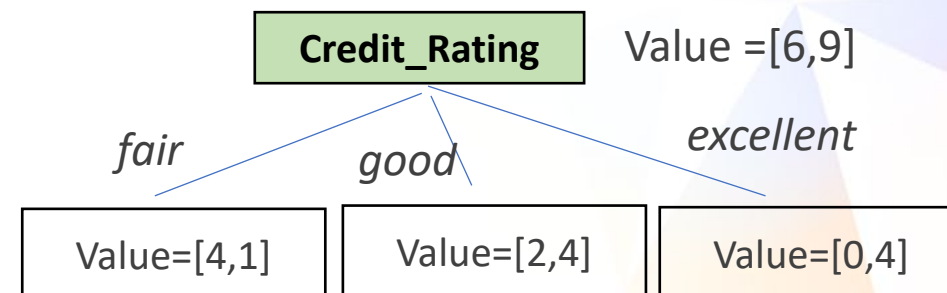 Credit_Rating Value =[6,9]
fair good excellent
Value=[4,1] Value=[2,4] Value=[0,4]